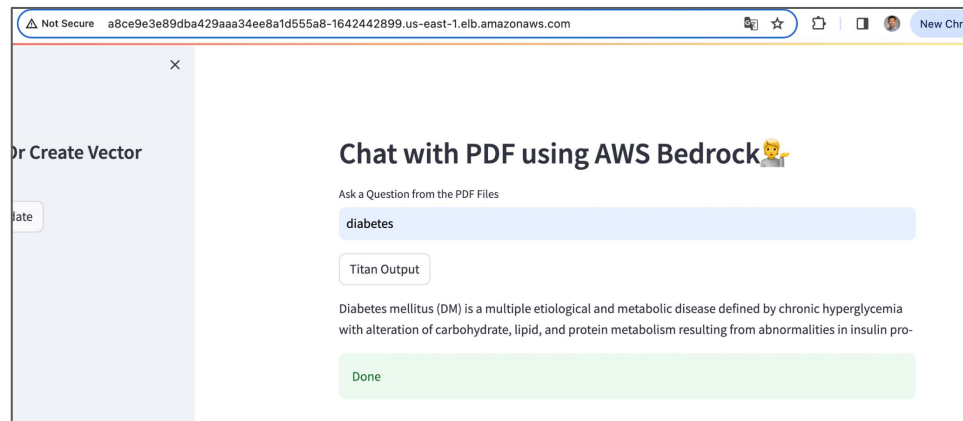 Not Secure a8ce9e3e89dba429aaa34ee8a1d555a8-1642442899.us-east-1.elb.amazonaws.com New Chr
×
Or Create Vector
date
Chat with PDF using AWS Bedrock💁
Ask a Question from the PDF Files
diabetes
Titan Output
Diabetes mellitus (DM) is a multiple etiological and metabolic disease defined by chronic hyperglycemia
with alteration of carbohydrate, lipid, and protein metabolism resulting from abnormalities in insulin pro-
Done